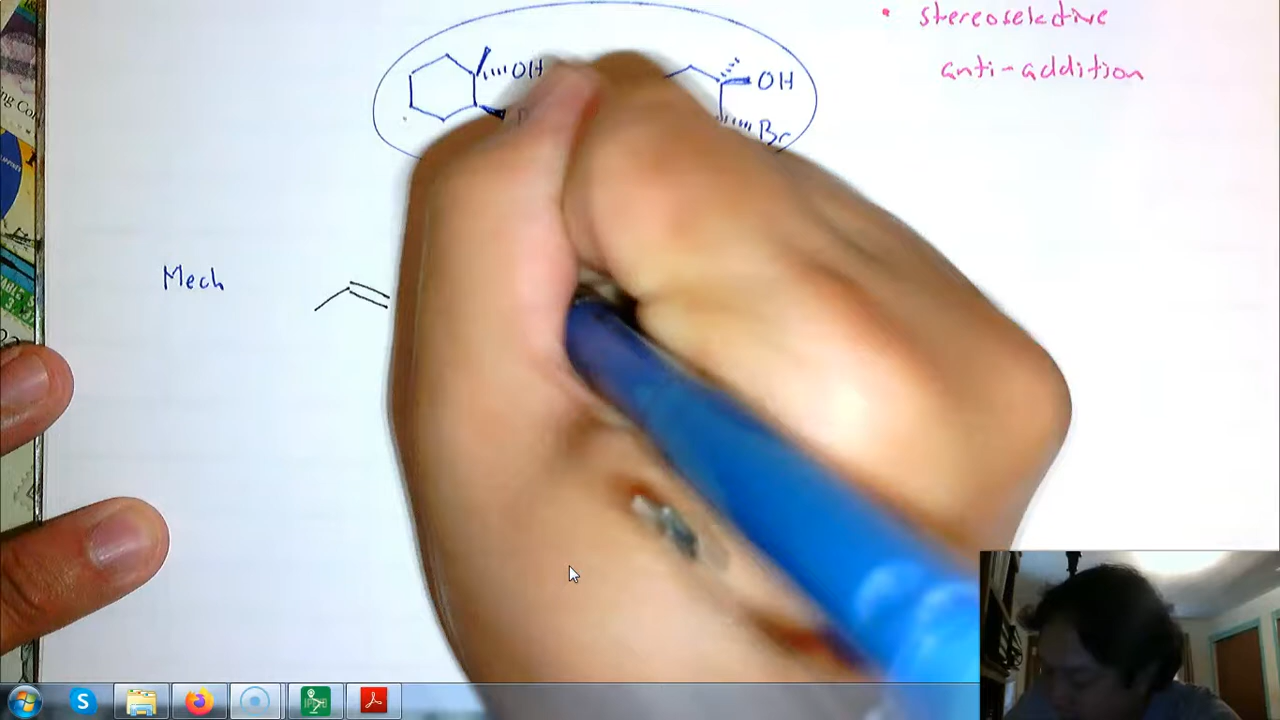 • stereoselective
anti-addition
OH
OH
Br
Mech